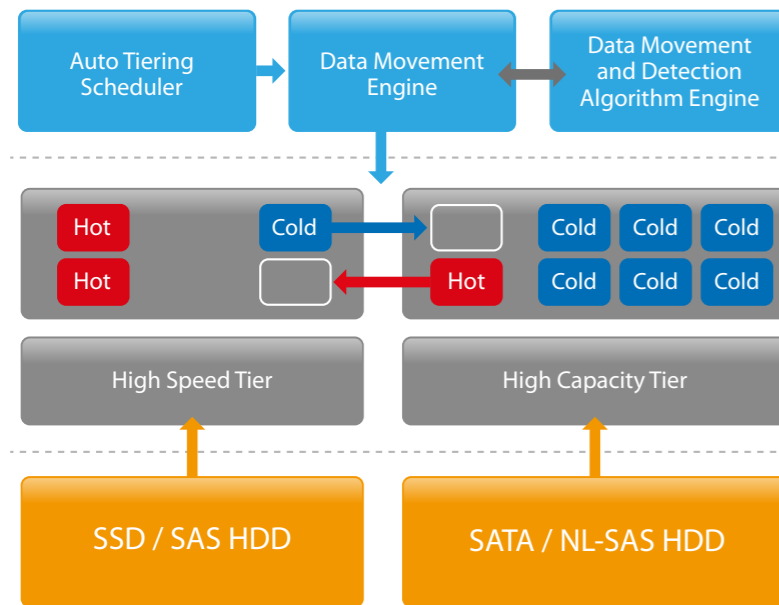 Auto Tiering
Scheduler
Data Movement
Engine
Data Movement
and Detection
Algorithm Engine
Hot
Cold
Cold
Cold
Cold
Hot
Hot
Cold
Cold
Cold
High Speed Tier
High Capacity Tier
SSD / SAS HDD
SATA / NL-SAS HDD